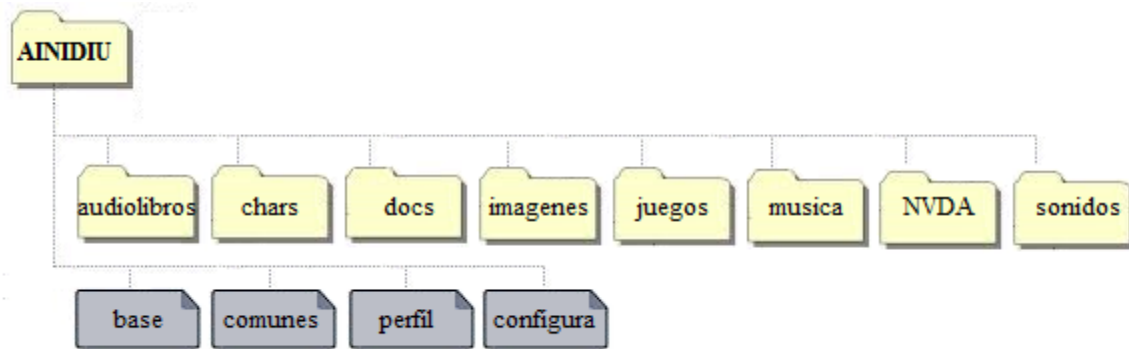 AINIDIU
audiolibros chars docs imagenes juegos musica NVDA sonidos
base comunes perfil configura